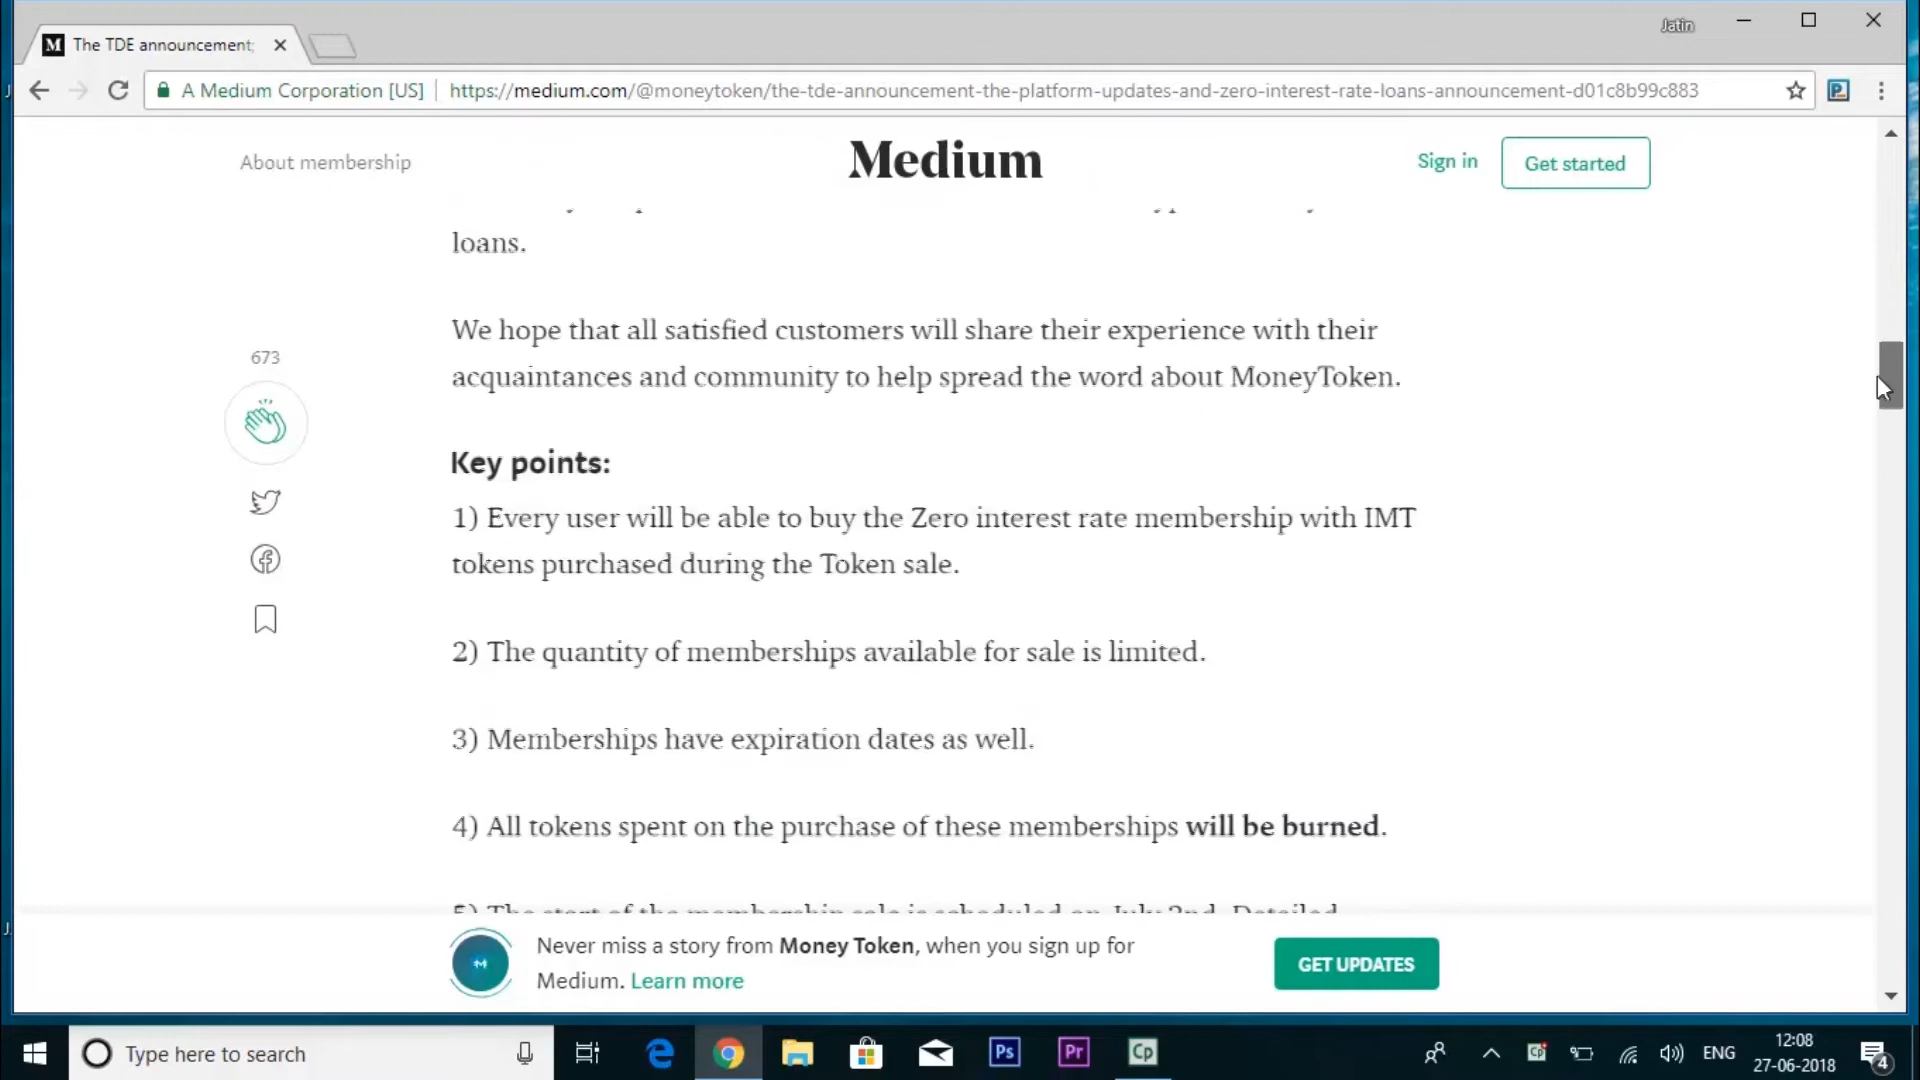 Jatin
The TDE announcement;
A Medium Corporation [US]
https://medium.com/@moneytoken/the-tde-announcement-the-platform-updates-and-zero-interest-rate-loans-announcement-d01c8b99c883
About membership
Medium
Sign in
Get started
loans.
We hope that all satisfied customers will share their experience with their
acquaintances and community to help spread the word about MoneyToken.
673
Key points:
1) Every user will be able to buy the Zero interest rate membership with IMT
tokens purchased during the Token sale.
2) The quantity of memberships available for sale is limited.
3) Memberships have expiration dates as well.
4) All tokens spent on the purchase of these memberships will be burned.
5) The start of the membership sale is scheduled on July 2nd. Detailed
Never miss a story from Money Token, when you sign up for
Medium. Learn more
GET UPDATES
Type here to search
Ps
Pr
Cp
ENG
12:08
27-06-2018
4